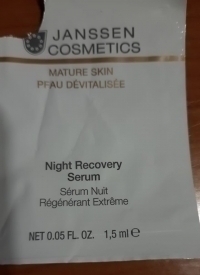 JANSSEN
COSMETICS
MATURE SKIN
PEAU DÉVITALISÉE
Night Recovery
Serum
Sérum Nuit
Régénérant Extrême
NET 0.05 FL. OZ. 1,5 ml e